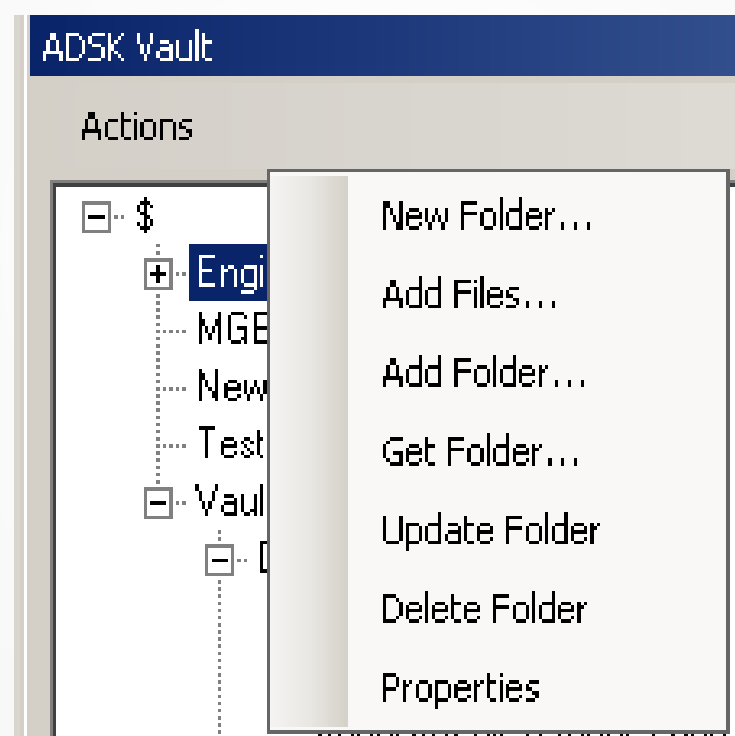 ADSK Vault
Actions
$
Engi
MGE
New
Test
Vaul
New Folder...
Add Files...
Add Folder...
Get Folder...
Update Folder
Delete Folder
Properties